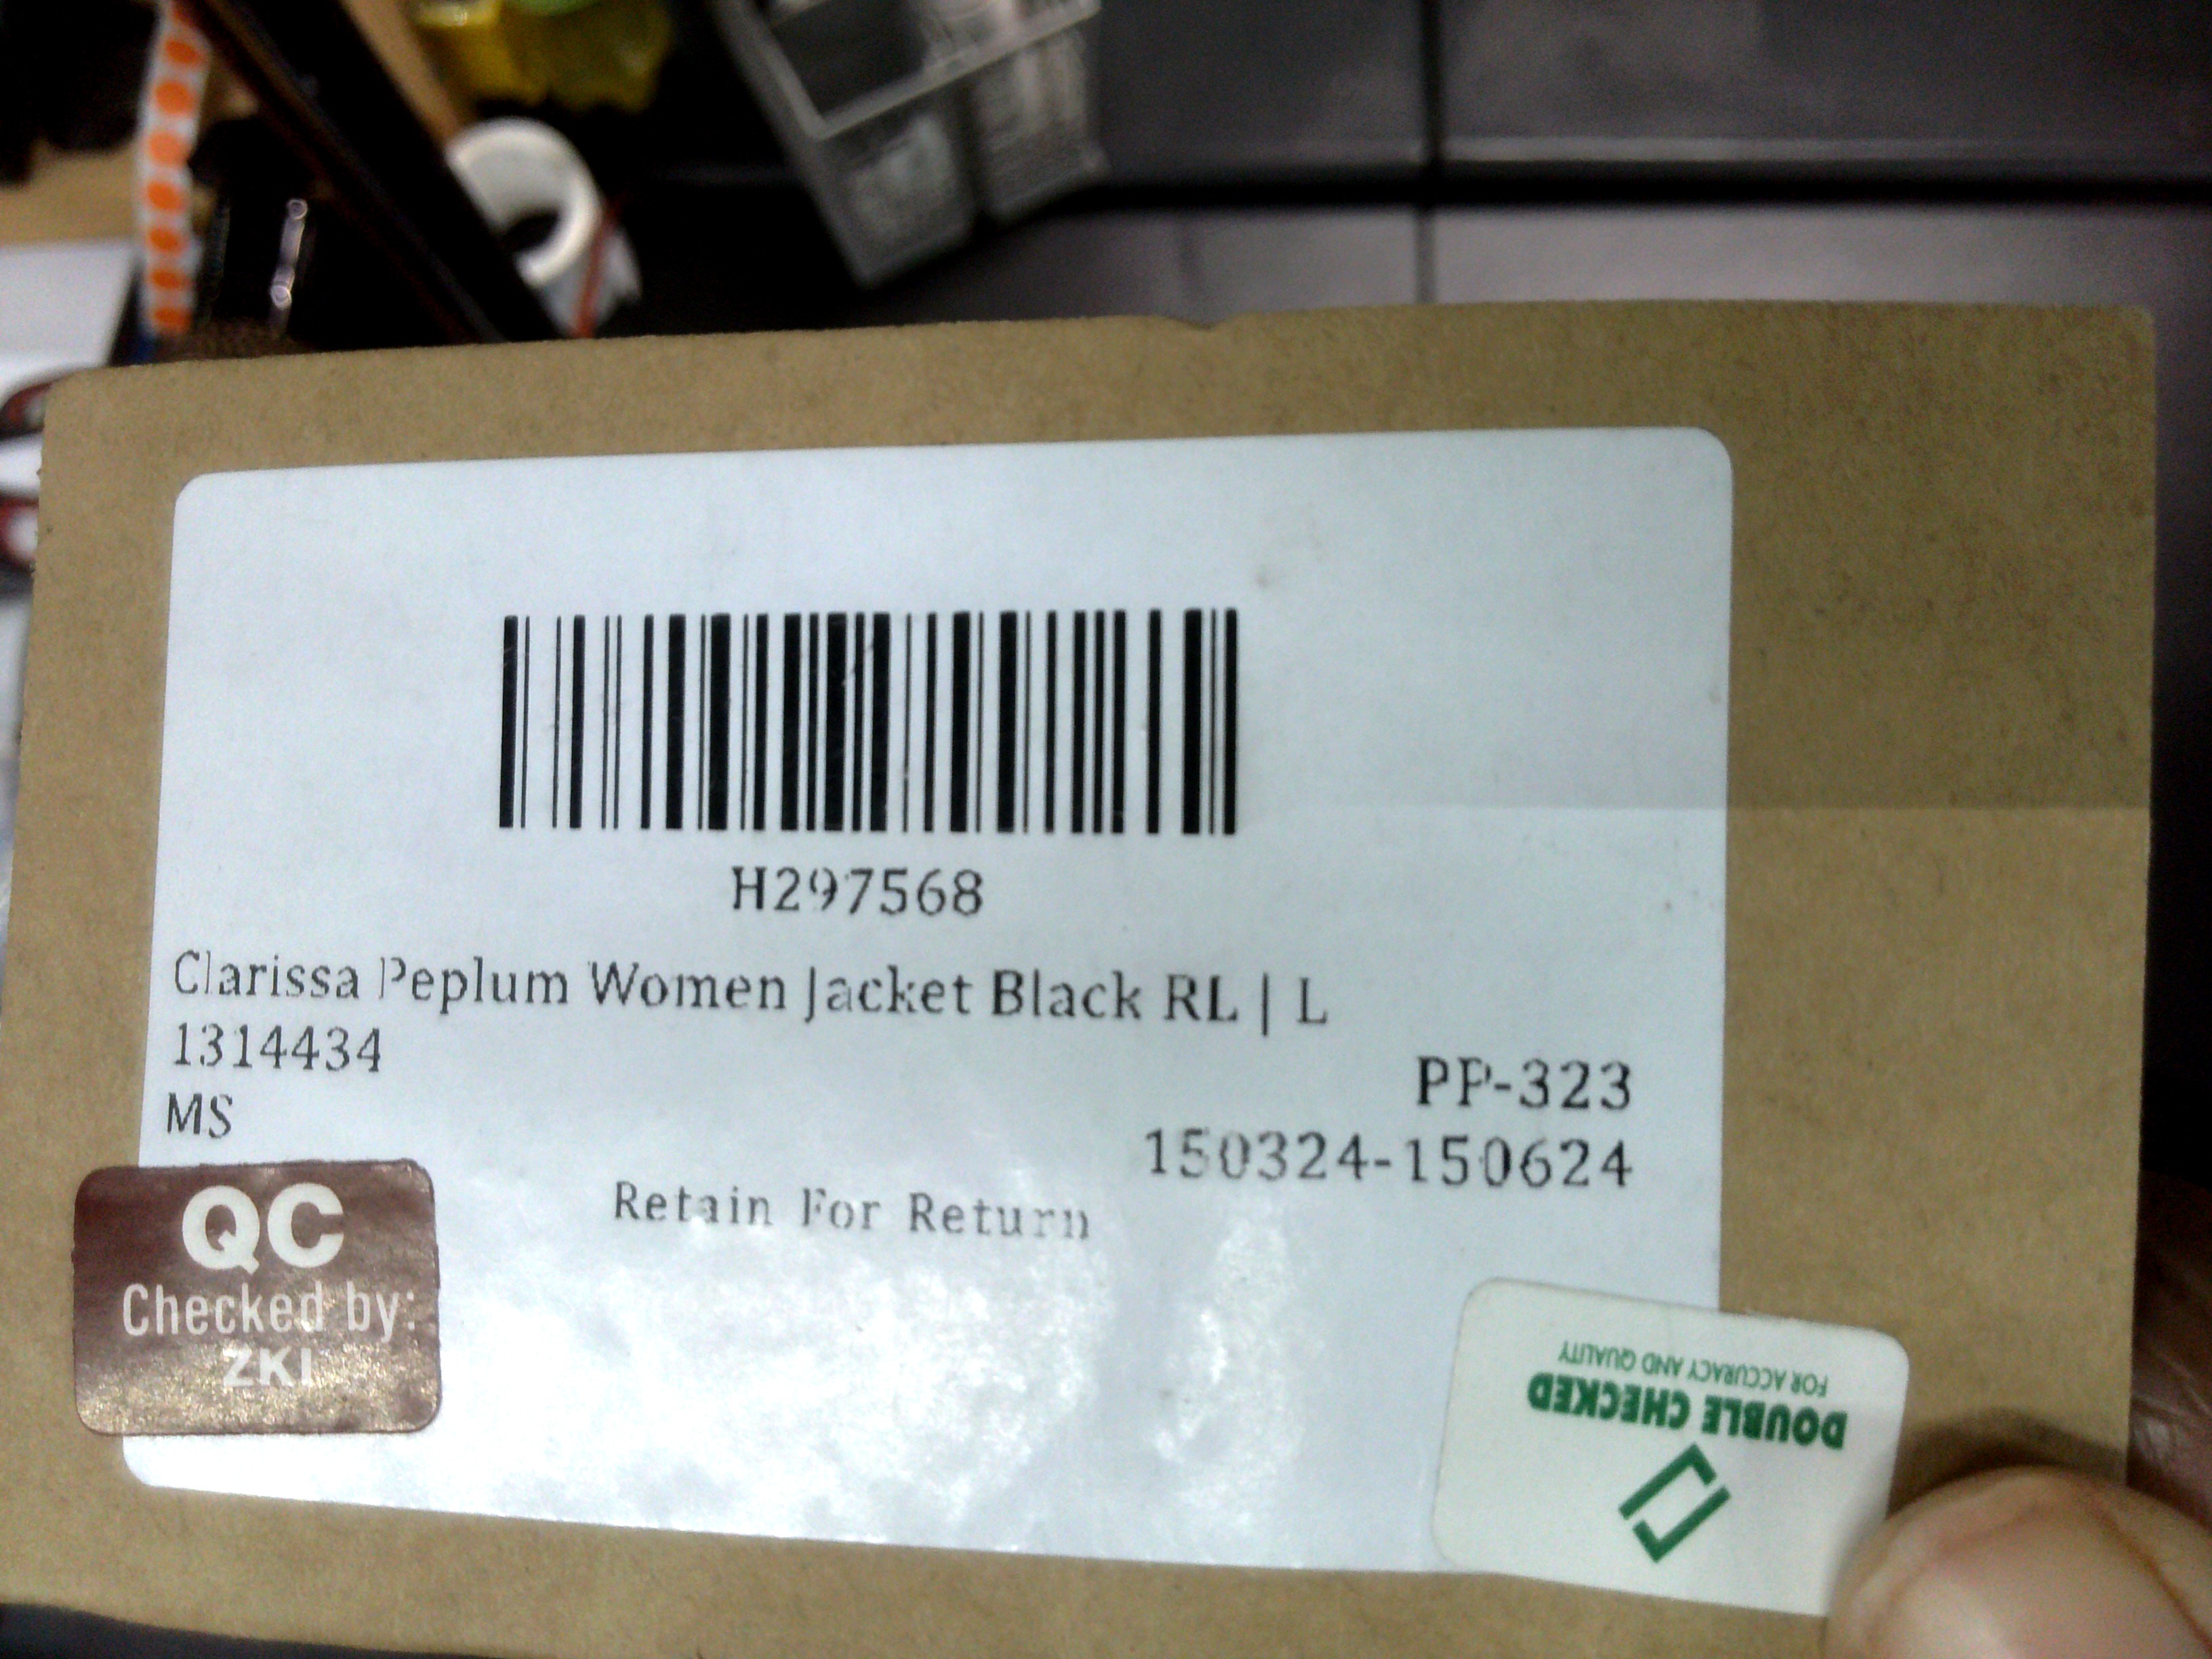 H297568
Clarissa Peplum Women Jacket Black RL | L
1314434
PP-323
MS
150324-150624
Retain For Return
QC
Checked by:
ZKI
DOUBLE CHECKED
FOR ACCURACY AND QUALITY